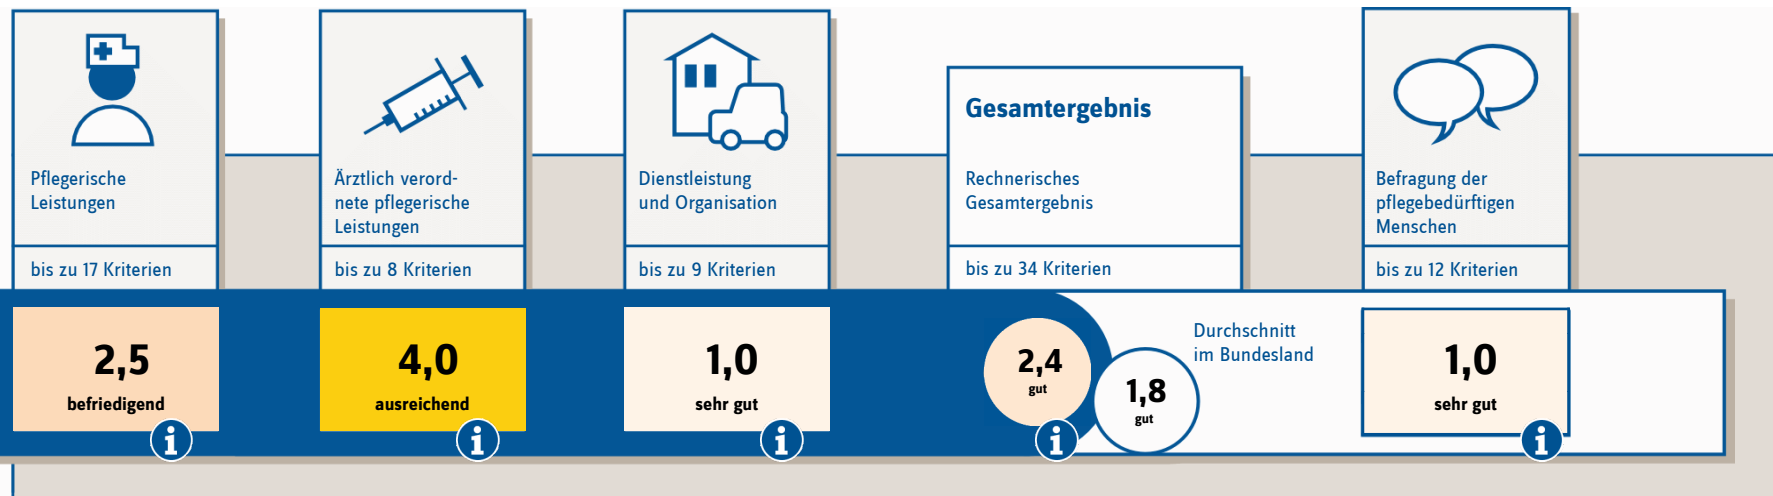 Pflegerische
Leistungen
bis zu 17 Kriterien
2,5
befriedigend
i
Ärztlich verord-
nete pflegerische
Leistungen
bis zu 8 Kriterien
4,0
ausreichend
i
Dienstleistung
und Organisation
bis zu 9 Kriterien
1,0
sehr gut
i
Gesamtergebnis
Rechnerisches
Gesamtergebnis
bis zu 34 Kriterien
2,4
gut
i
1,8
gut
Durchschnitt
im Bundesland
Befragung der
pflegebedürftigen
Menschen
bis zu 12 Kriterien
1,0
sehr gut
i